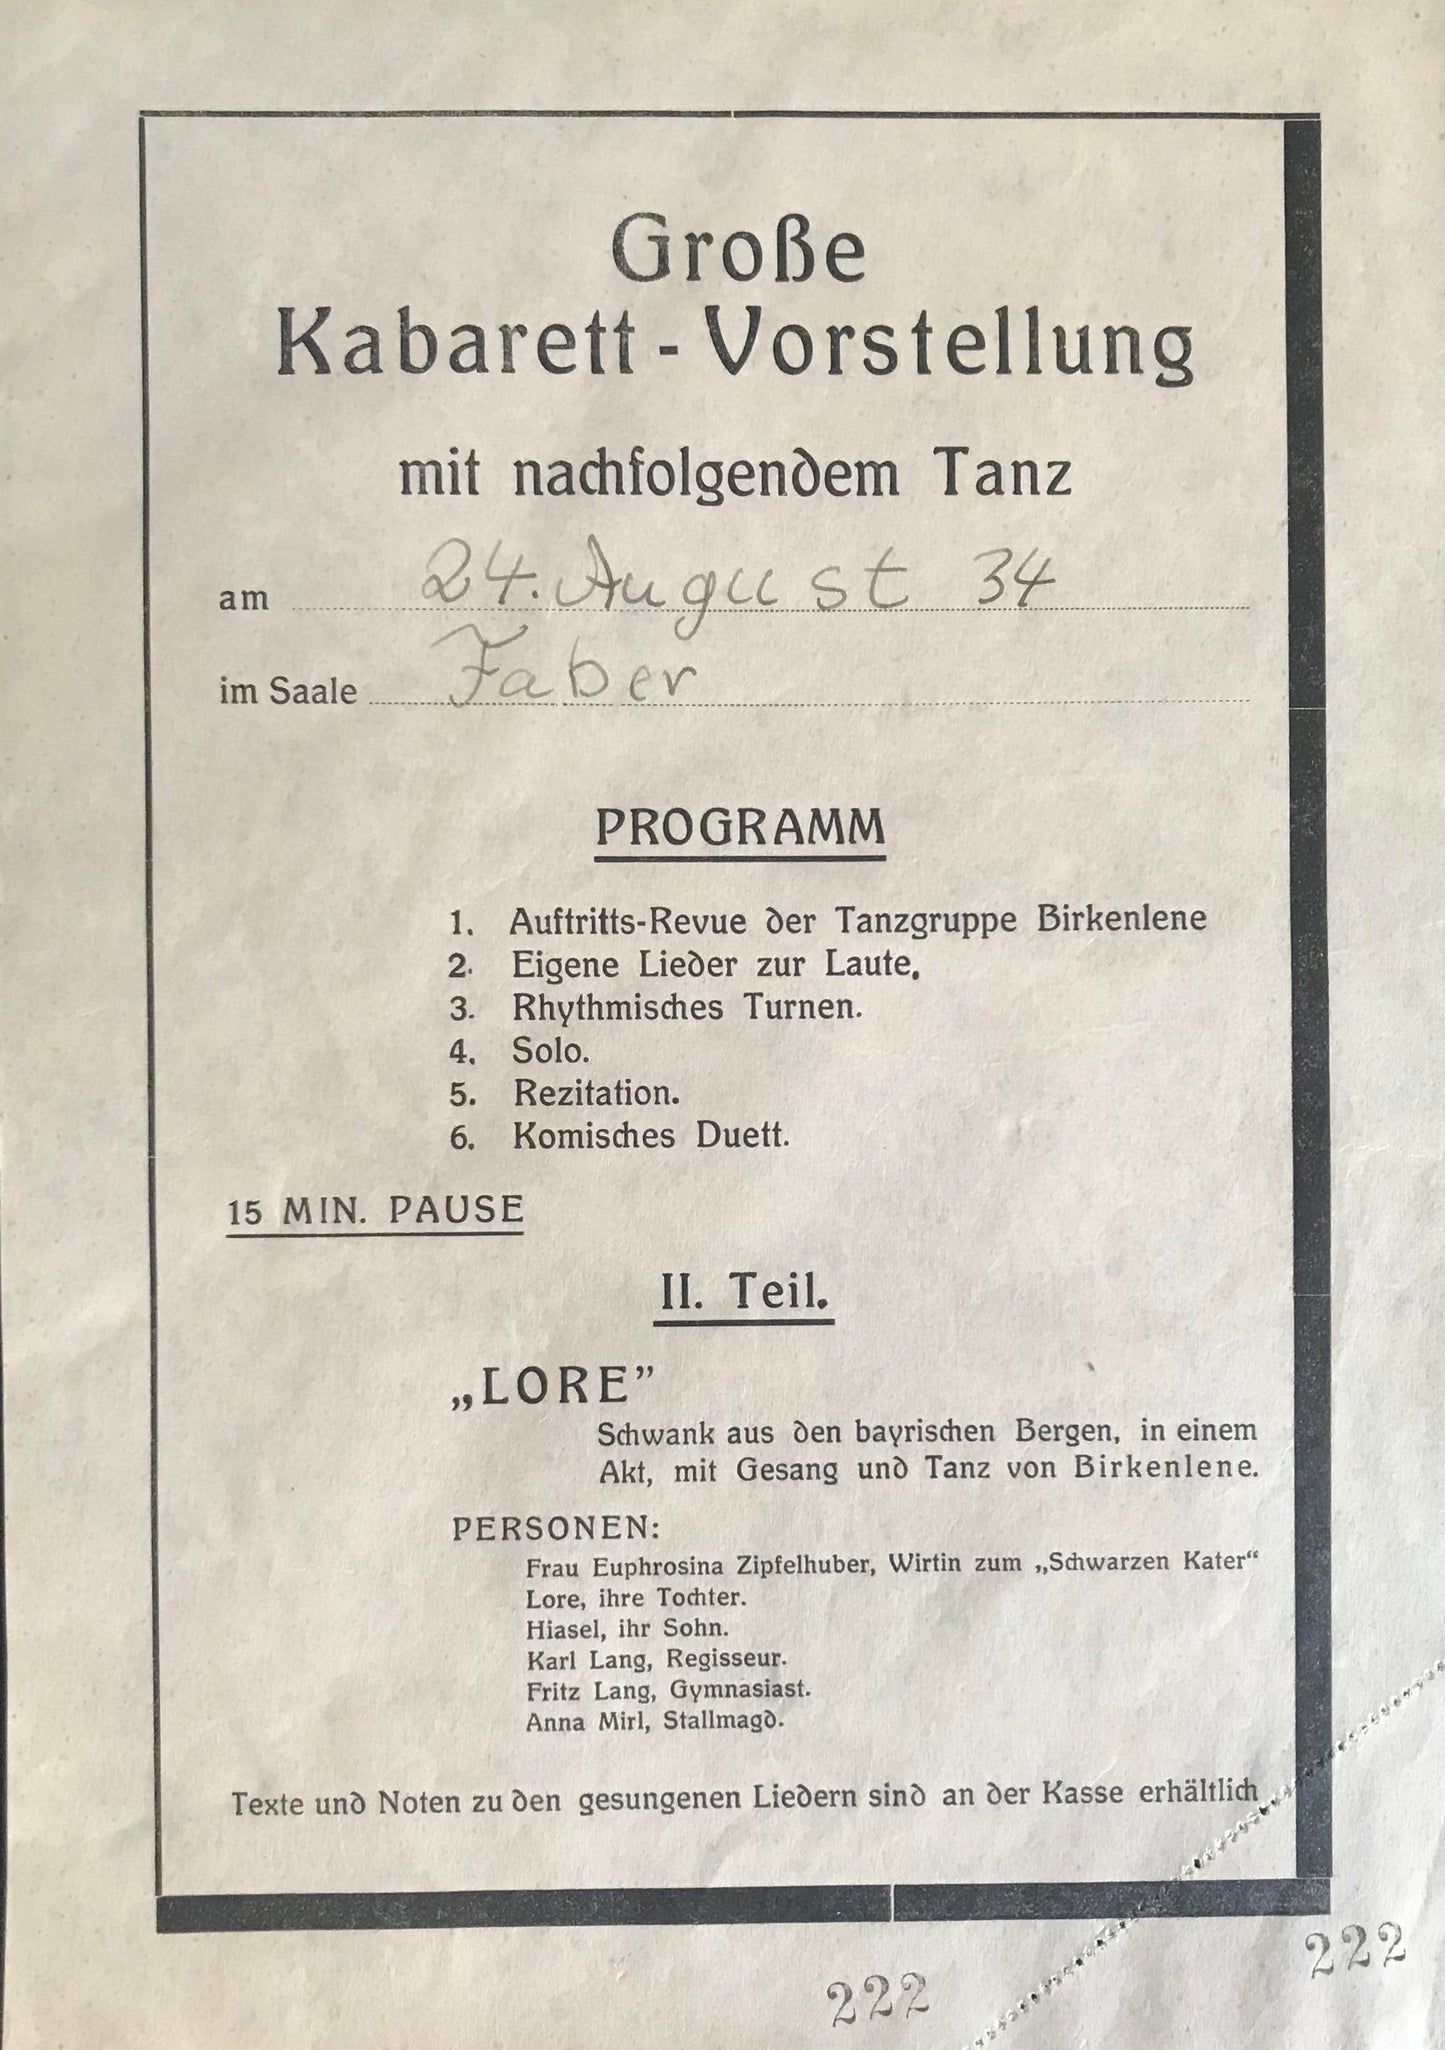 Große
Kabarett - Vorstellung
mit nachfolgendem Tanz
am 24. August 34
im Saale Faber
PROGRAMM
1. Auftritts-Revue der Tanzgruppe Birkenlene
2. Eigene Lieder zur Laute.
3. Rhythmisches Turnen.
4. Solo.
5. Rezitation.
6. Komisches Duett.
15 MIN. PAUSE
II. Teil.
„LORE”
Schwank aus den bayrischen Bergen, in einem
Akt, mit Gesang und Tanz von Birkenlene.
PERSONEN:
Frau Euphrosina Zipfelhuber, Wirtin zum „Schwarzen Kater“
Lore, ihre Tochter.
Hiasel, ihr Sohn.
Karl Lang, Regisseur.
Fritz Lang, Gymnasiast.
Anna Mirl, Stallmagd.
Texte und Noten zu den gesungenen Liedern sind an der Kasse erhältlich
222
222